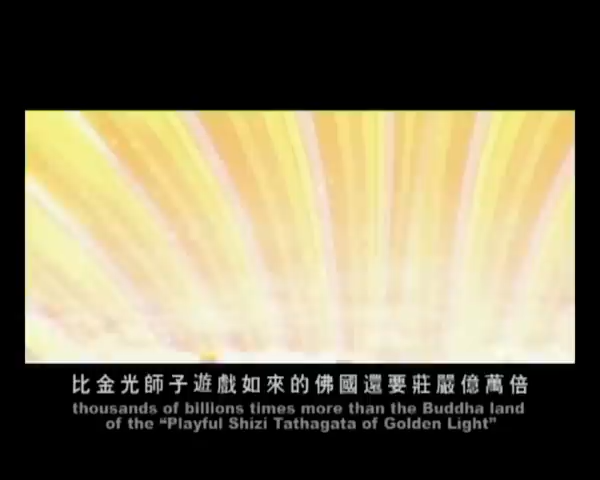 比金光師子遊戲如來的佛國還要莊嚴億萬倍
thousands of billions times more than the Buddha land
of the “Playful Shizi Tathagata of Golden Light”